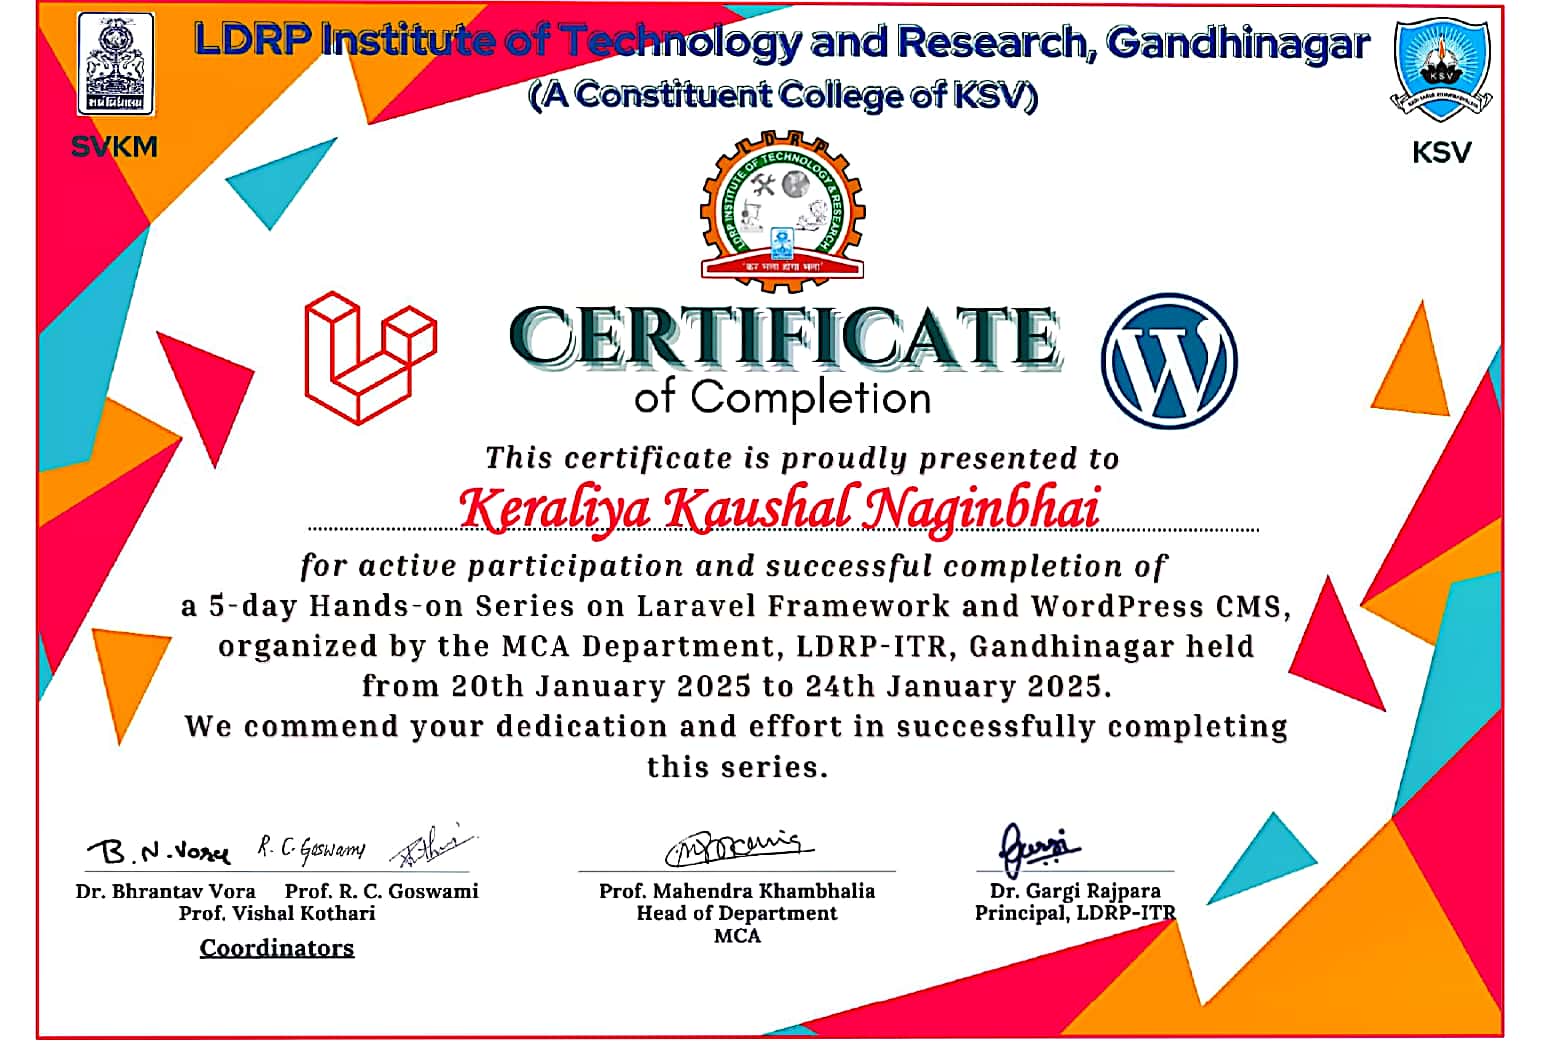 LDRP Institute of Technology and Research, Gandhinagar
(A Constituent College of KSV)
SVKM
KSV
KSV
L D R P
LDRP INSTITUTE OF TECHNOLOGY & RESEARCH
"कर भला होगा भला"
CERTIFICATE
of Completion
This certificate is proudly presented to
Keraliya Kaushal Naginbhai
for active participation and successful completion of
a 5-day Hands-on Series on Laravel Framework and WordPress CMS,
organized by the MCA Department, LDRP-ITR, Gandhinagar held
from 20th January 2025 to 24th January 2025.
We commend your dedication and effort in successfully completing
this series.
B.N.Vora R. C. Goswami
Dr. Bhrantav Vora Prof. R. C. Goswami
Prof. Vishal Kothari
Coordinators
Prof. Mahendra Khambhalia
Head of Department
MCA
Dr. Gargi Rajpara
Principal, LDRP-ITR